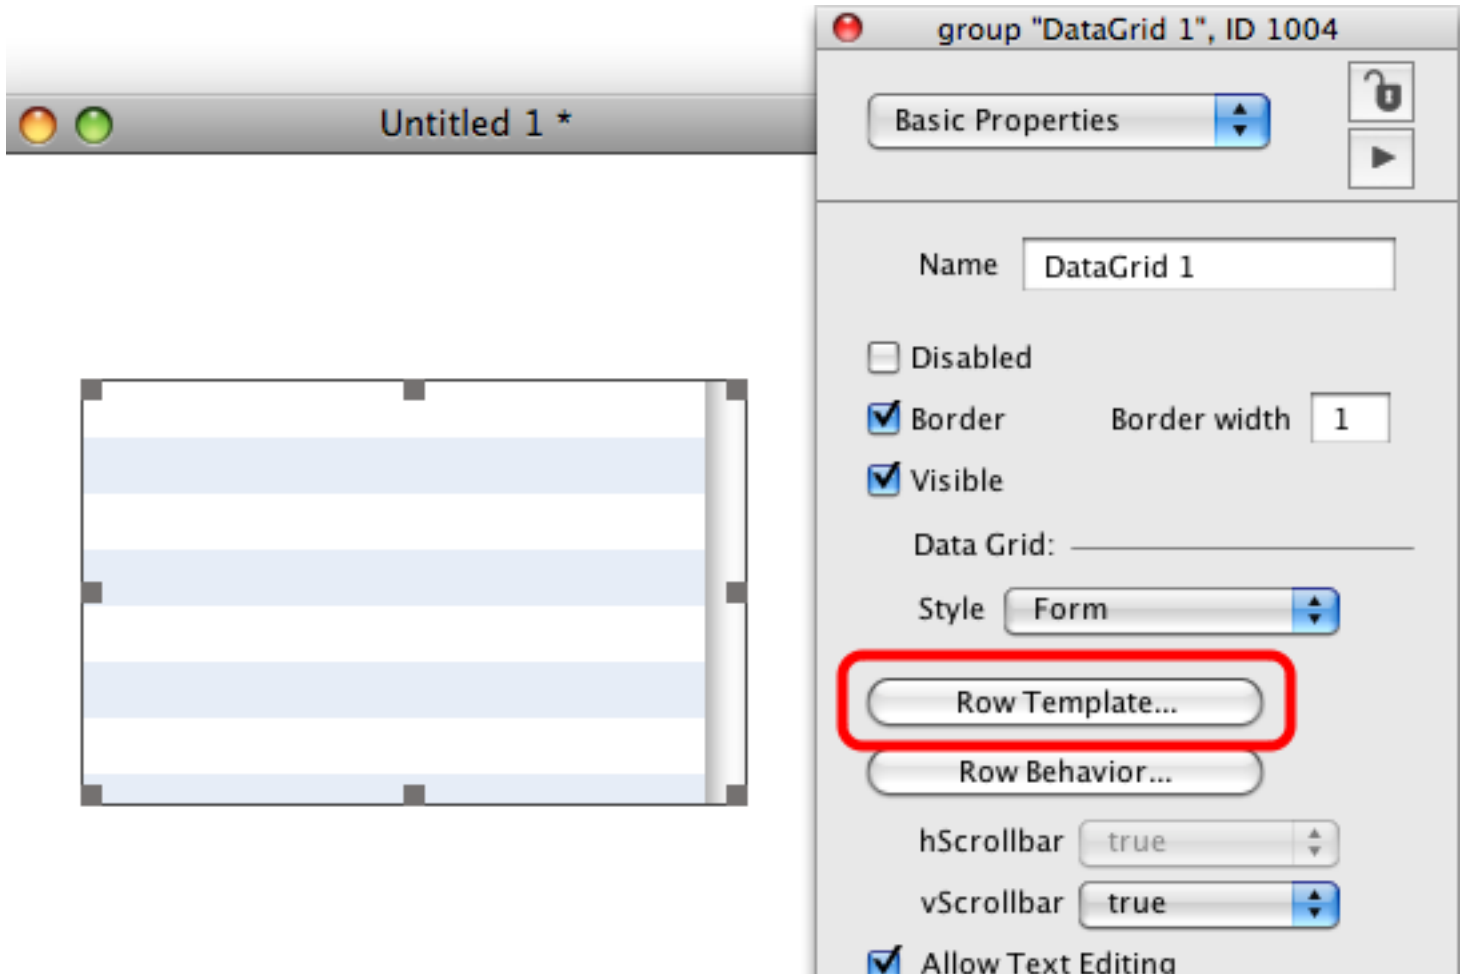 group "DataGrid 1", ID 1004
Untitled 1 *
Basic Properties
Name DataGrid 1
Disabled
Border Border width 1
Visible
Data Grid:
Style Form
Row Template...
Row Behavior...
hScrollbar true
vScrollbar true
Allow Text Editing